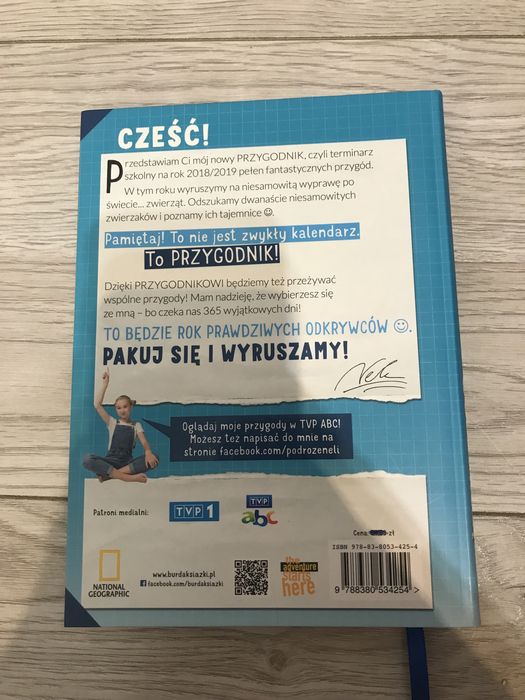 CZEŚĆ!
Przedstawiam Ci mój nowy PRZYGODNIK, czyli terminarz
szkolny na rok 2018/2019 pełen fantastycznych przygód.
W tym roku wyruszymy na niesamowitą wyprawę po
świecie... zwierząt. Odszukamy dwanaście niesamowitych
zwierzaków i poznamy ich tajemnice ☺.
Pamiętaj! To nie jest zwykły kalendarz.
To PRZYGODNIK!
Dzięki PRZYGODNIKOWI będziemy też przeżywać
wspólne przygody! Mam nadzieję, że wybierzesz się
ze mną – bo czeka nas 365 wyjątkowych dni!
TO BĘDZIE ROK PRAWDZIWYCH ODKRYWCÓW ☺.
PAKUJ SIĘ I WYRUSZAMY!
Nela
Oglądaj moje przygody w TVP ABC!
Możesz też napisać do mnie na
stronie facebook.com/podrozeneli
Patroni medialni:
TVP 1
TVP
abc
Cena: zł
ISBN 978-83-8053-425-4
NATIONAL
GEOGRAPHIC
www.burdaksiazki.pl
facebook.com/burdaksiazki
the
adventure
starts
here
9 788380 534254 >